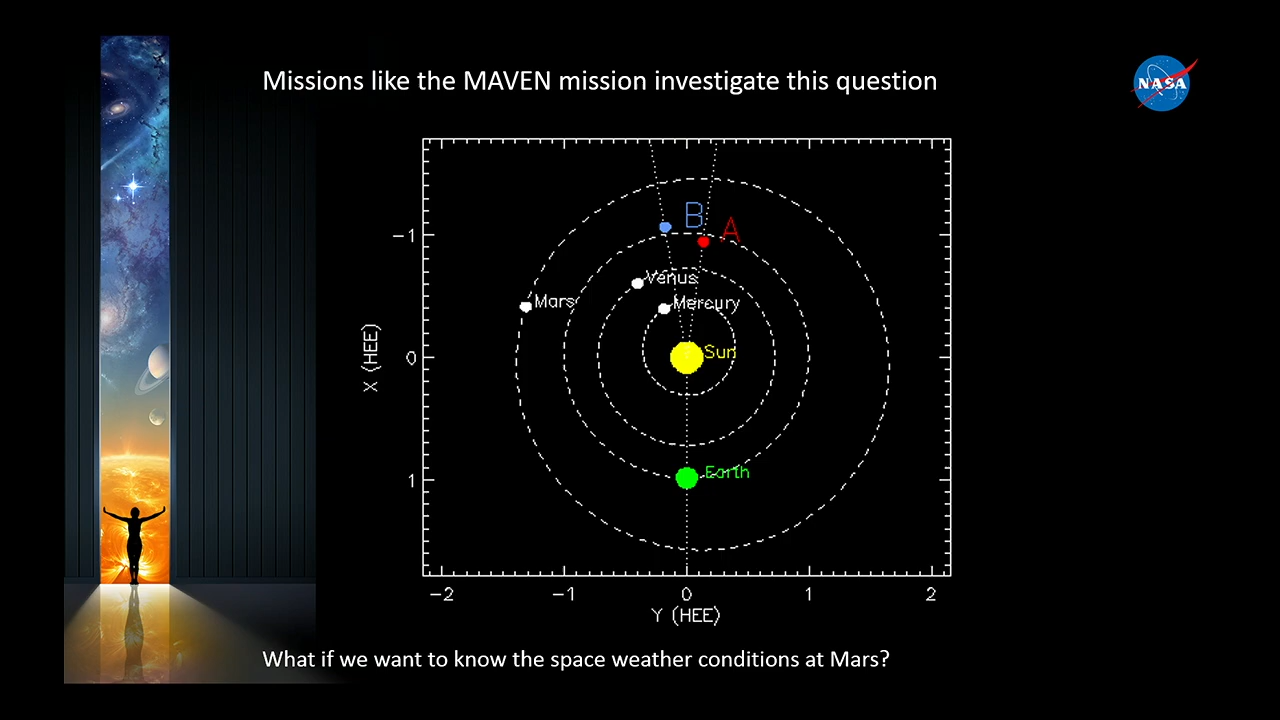 Missions like the MAVEN mission investigate this question
NASA
B
A
−1
Venus
Mars
Mercury
X (HEE)
0
Sun
1
Earth
−2
−1
0
1
2
Y (HEE)
What if we want to know the space weather conditions at Mars?